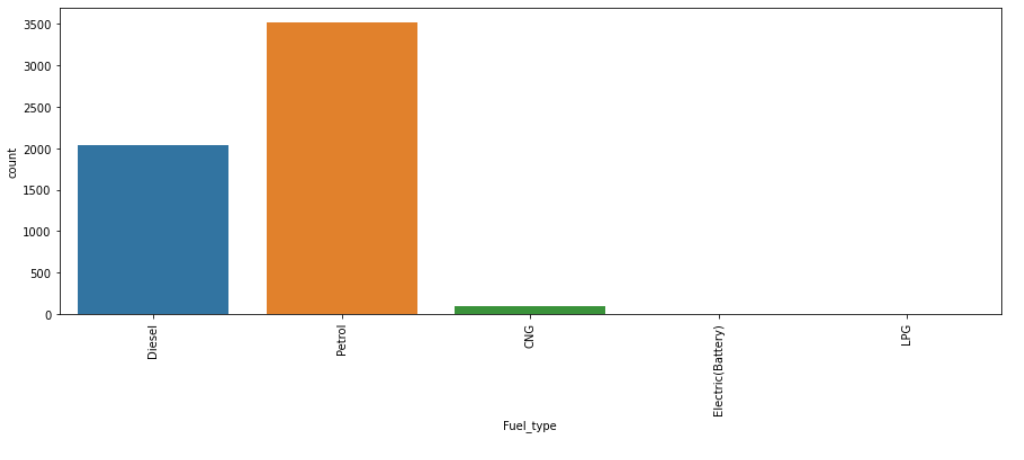 3500
3000
2500
2000
1500
1000
500
0
count
Diesel
Petrol
CNG
Electric(Battery)
LPG
Fuel_type